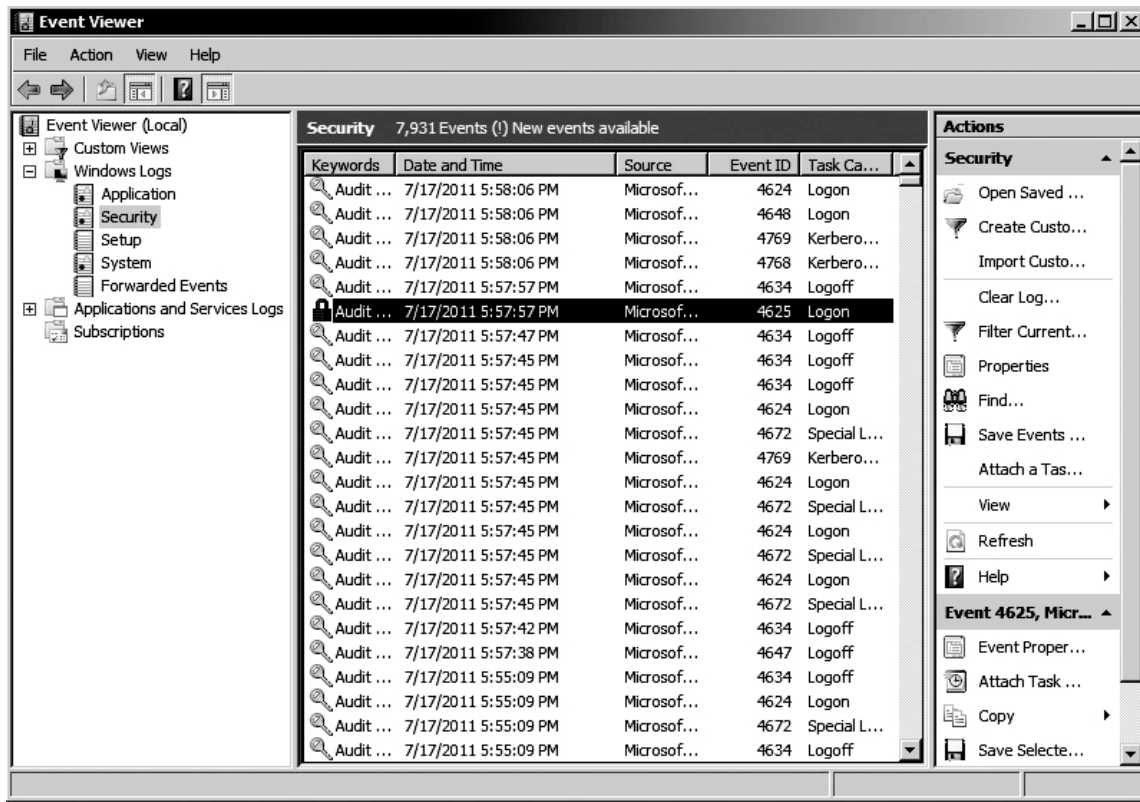 Event Viewer
File Action View Help
Event Viewer (Local)
Custom Views
Windows Logs
Application
Security
Setup
System
Forwarded Events
Applications and Services Logs
Subscriptions
Security 7,931 Events (!) New events available
Keywords Date and Time Source Event ID Task Ca...
Audit ... 7/17/2011 5:58:06 PM Microsof... 4624 Logon
Audit ... 7/17/2011 5:58:06 PM Microsof... 4648 Logon
Audit ... 7/17/2011 5:58:06 PM Microsof... 4769 Kerbero...
Audit ... 7/17/2011 5:58:06 PM Microsof... 4768 Kerbero...
Audit ... 7/17/2011 5:57:57 PM Microsof... 4634 Logoff
Audit ... 7/17/2011 5:57:57 PM Microsof... 4625 Logon
Audit ... 7/17/2011 5:57:47 PM Microsof... 4634 Logoff
Audit ... 7/17/2011 5:57:45 PM Microsof... 4634 Logoff
Audit ... 7/17/2011 5:57:45 PM Microsof... 4634 Logoff
Audit ... 7/17/2011 5:57:45 PM Microsof... 4624 Logon
Audit ... 7/17/2011 5:57:45 PM Microsof... 4672 Special L...
Audit ... 7/17/2011 5:57:45 PM Microsof... 4769 Kerbero...
Audit ... 7/17/2011 5:57:45 PM Microsof... 4624 Logon
Audit ... 7/17/2011 5:57:45 PM Microsof... 4672 Special L...
Audit ... 7/17/2011 5:57:45 PM Microsof... 4624 Logon
Audit ... 7/17/2011 5:57:45 PM Microsof... 4672 Special L...
Audit ... 7/17/2011 5:57:45 PM Microsof... 4624 Logon
Audit ... 7/17/2011 5:57:45 PM Microsof... 4672 Special L...
Audit ... 7/17/2011 5:57:42 PM Microsof... 4634 Logoff
Audit ... 7/17/2011 5:57:38 PM Microsof... 4647 Logoff
Audit ... 7/17/2011 5:55:09 PM Microsof... 4634 Logoff
Audit ... 7/17/2011 5:55:09 PM Microsof... 4624 Logon
Audit ... 7/17/2011 5:55:09 PM Microsof... 4672 Special L...
Audit ... 7/17/2011 5:55:09 PM Microsof... 4634 Logoff
Actions
Security
Open Saved ...
Create Custo...
Import Custo...
Clear Log...
Filter Current...
Properties
Find...
Save Events ...
Attach a Tas...
View
Refresh
Help
Event 4625, Micr...
Event Proper...
Attach Task ...
Copy
Save Selecte...